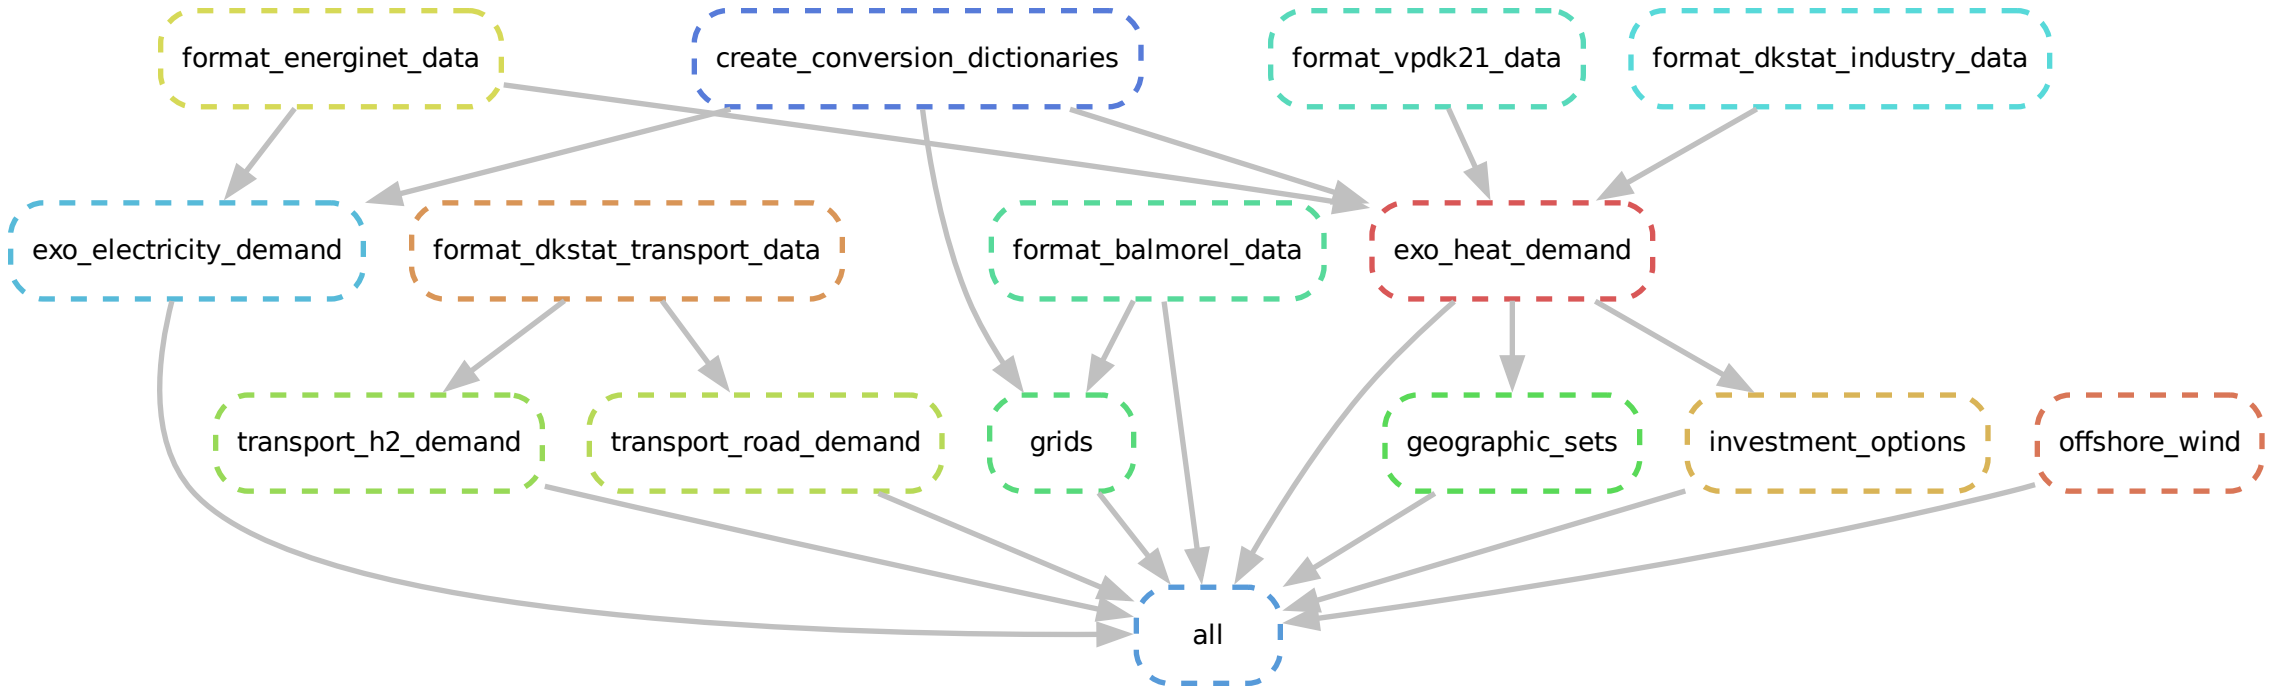 format_energinet_data
create_conversion_dictionaries
format_vpdk21_data
format_dkstat_industry_data
exo_electricity_demand
format_dkstat_transport_data
format_balmorel_data
exo_heat_demand
transport_h2_demand
transport_road_demand
grids
geographic_sets
investment_options
offshore_wind
all